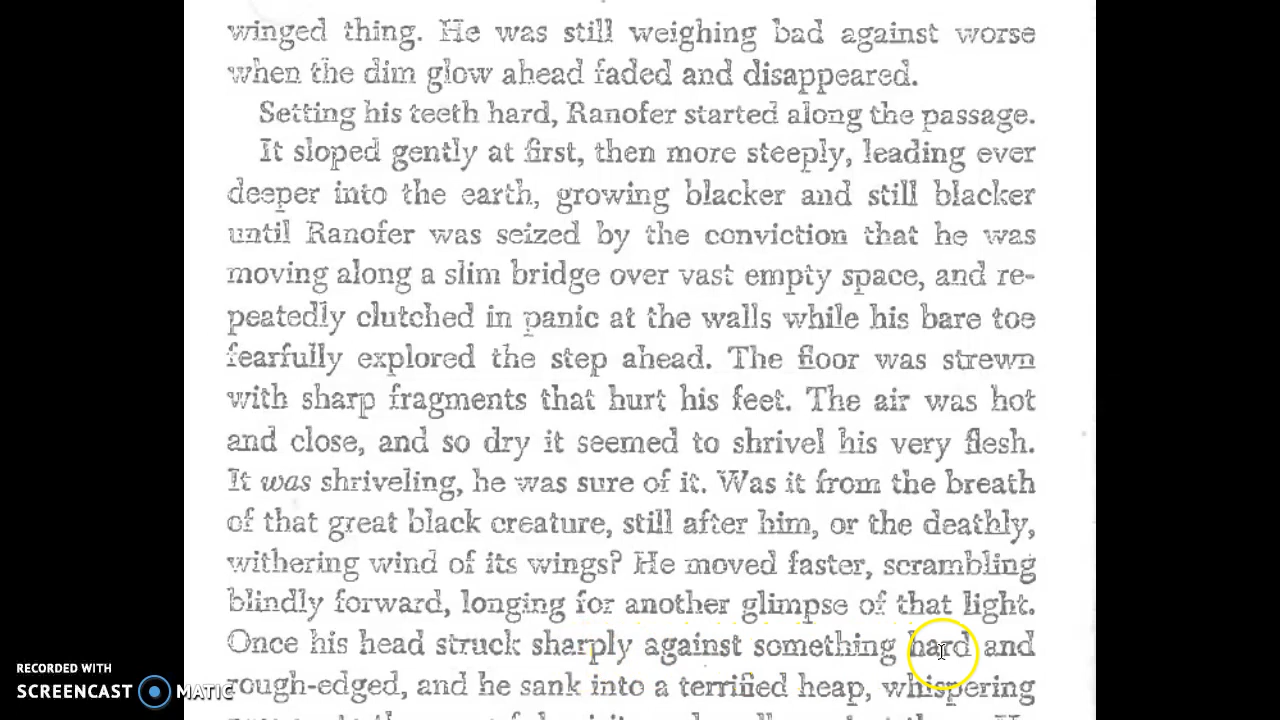 winged thing. He was still weighing bad against worse
when the dim glow ahead faded and disappeared.
Setting his teeth hard, Ranofer started along the passage.
It sloped gently at first, then more steeply, leading ever
deeper into the earth, growing blacker and still blacker
until Ranofer was seized by the conviction that he was
moving along a slim bridge over vast empty space, and re-
peatedly clutched in panic at the walls while his bare toe
fearfully explored the step ahead. The floor was strewn
with sharp fragments that hurt his feet. The air was hot
and close, and so dry it seemed to shrivel his very flesh.
It was shriveling, he was sure of it. Was it from the breath
of that great black creature, still after him, or the deathly,
withering wind of its wings? He moved faster, scrambling
blindly forward, longing for another glimpse of that light.
Once his head struck sharply against something hard and
rough-edged, and he sank into a terrified heap, whispering
RECORDED WITH
SCREENCAST MATIC